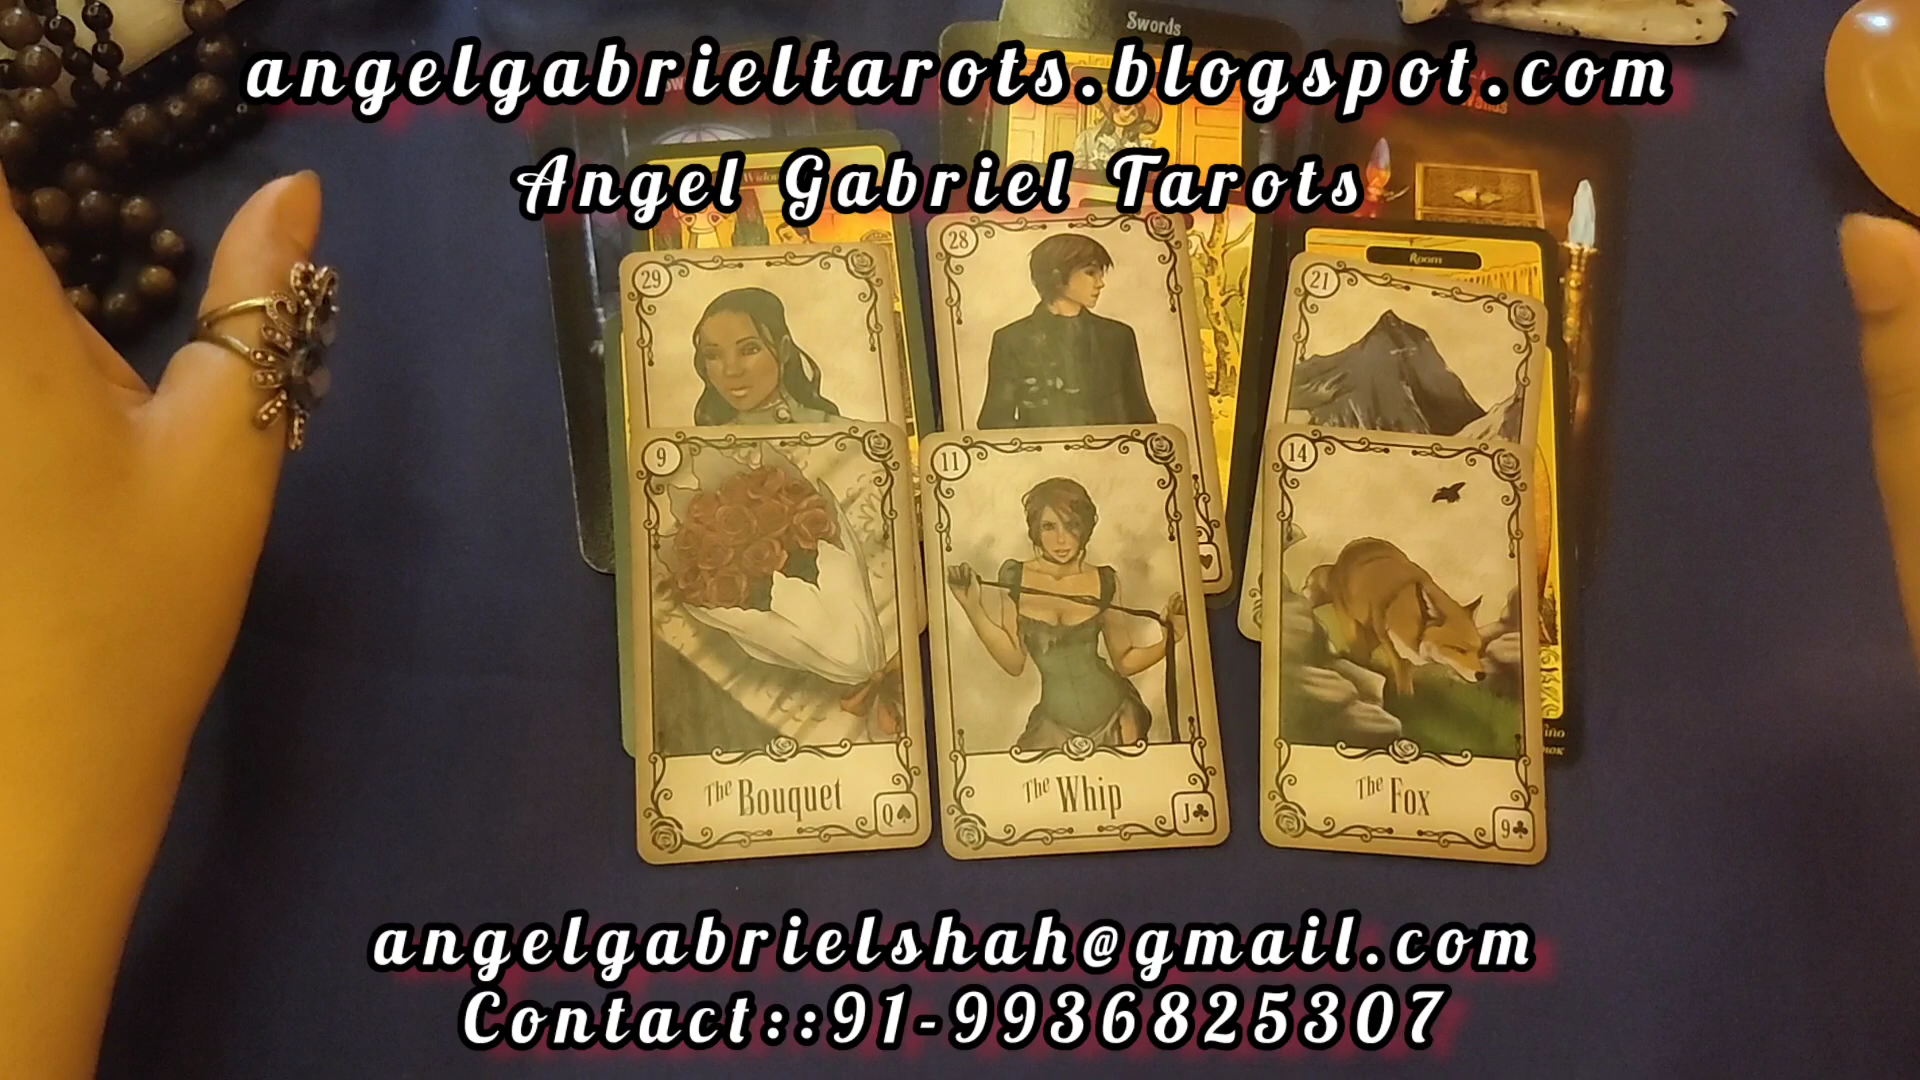 Swords
angelgabrieltarots.blogspot.com
Angel Gabriel Tarots
Room
29
28
21
9
11
14
The Bouquet
Q♠
The Whip
J♣
The Fox
9♣
angelgabrielshah@gmail.com
Contact::91-9936825307